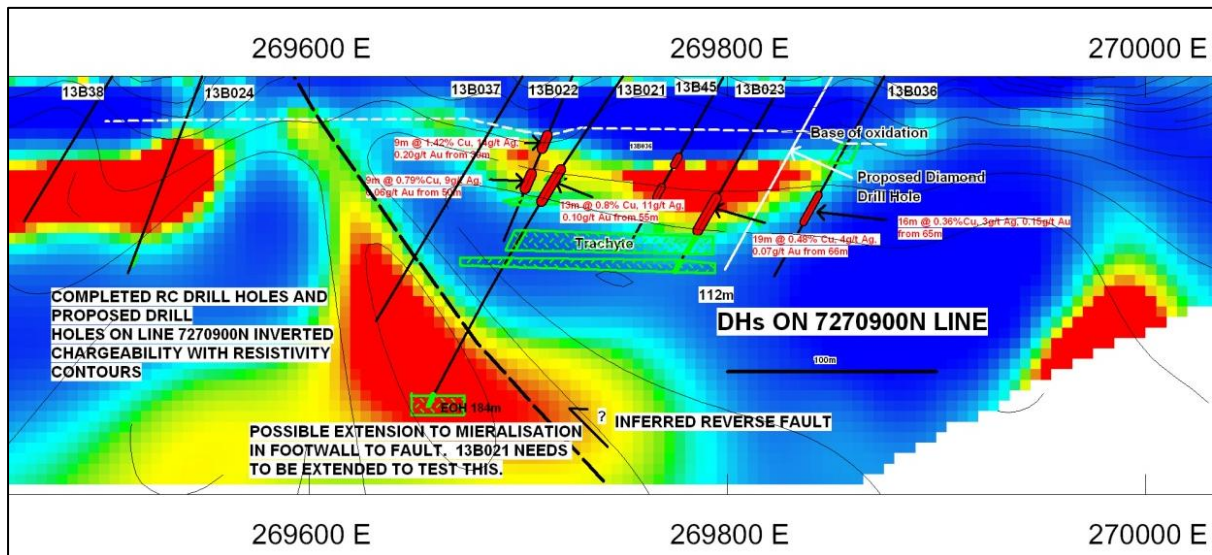 269600 E
269800 E
270000 E
13B38
13B024
13B037
13B022
13B021
13B45
13B023
13B036
Base of oxidation
9m @ 1.42% Cu, 14g/t Ag,
0.20g/t Au from 30m
9m @ 0.79%Cu, 9g/t Ag,
0.06g/t Au from 50m
13m @ 0.8% Cu, 11g/t Ag,
0.10g/t Au from 55m
Proposed Diamond
Drill Hole
16m @ 0.36%Cu, 3g/t Ag, 0.15g/t Au
from 65m
19m @ 0.48% Cu, 4g/t Ag,
0.07g/t Au from 66m
Trachyte
112m
DHs ON 7270900N LINE
100m
COMPLETED RC DRILL HOLES AND
PROPOSED DRILL
HOLES ON LINE 7270900N INVERTED
CHARGEABILITY WITH RESISTIVITY
CONTOURS
EOH 184m
? INFERRED REVERSE FAULT
POSSIBLE EXTENSION TO MIERALISATION
IN FOOTWALL TO FAULT. 13B021 NEEDS
TO BE EXTENDED TO TEST THIS.
269600 E
269800 E
270000 E